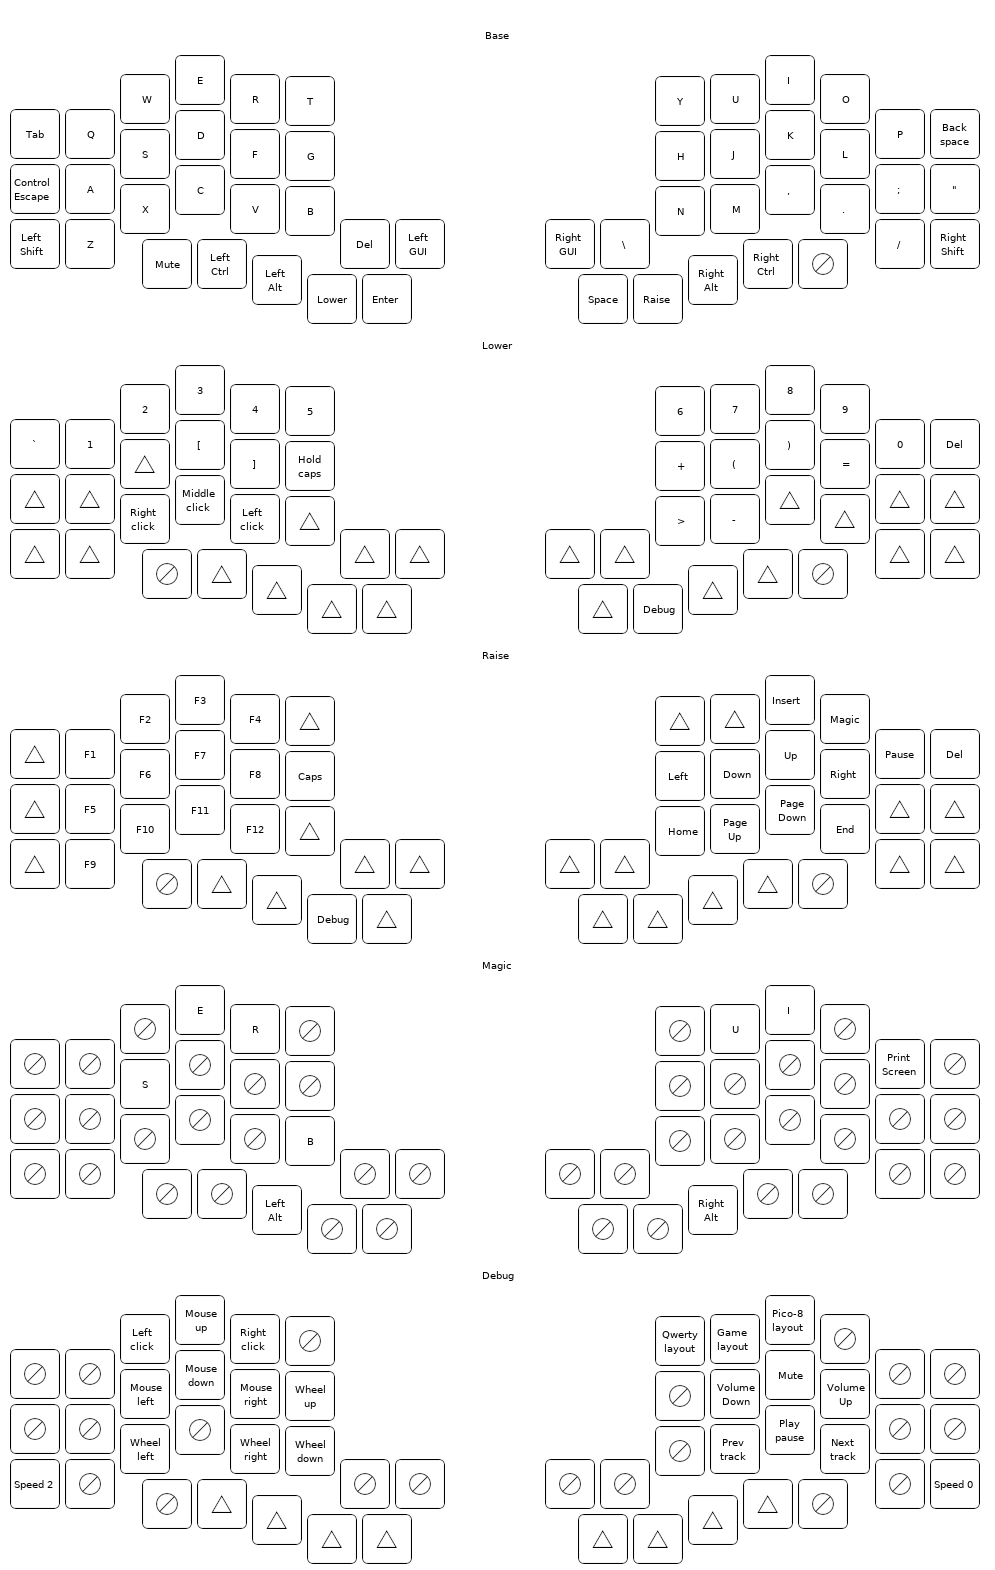 Base
E
I
W
R
T
Y
U
O
Tab
Q
D
K
P
Back
space
S
F
G
H
J
L
Control
Escape
A
C
,
;
"
X
V
B
N
M
.
Left
Shift
Z
Del
Left
GUI
Right
GUI
\
/
Right
Shift
Mute
Left
Ctrl
Left
Alt
Right
Alt
Right
Ctrl
Lower
Enter
Space
Raise
Lower
3
8
2
4
5
6
7
9
`
1
[
)
0
Del
]
Hold
caps
+
(
=
Middle
click
Right
click
Left
click
>
-
Debug
Raise
F3
Insert
F2
F4
Magic
F1
F7
Up
Pause
Del
F6
F8
Caps
Left
Down
Right
F5
F11
Page
Down
F10
F12
Home
Page
Up
End
F9
Debug
Magic
E
I
R
U
Print
Screen
S
B
Left
Alt
Right
Alt
Debug
Mouse
up
Pico-8
layout
Left
click
Right
click
Qwerty
layout
Game
layout
Mouse
down
Mute
Mouse
left
Mouse
right
Wheel
up
Volume
Down
Volume
Up
Play
pause
Wheel
left
Wheel
right
Wheel
down
Prev
track
Next
track
Speed 2
Speed 0